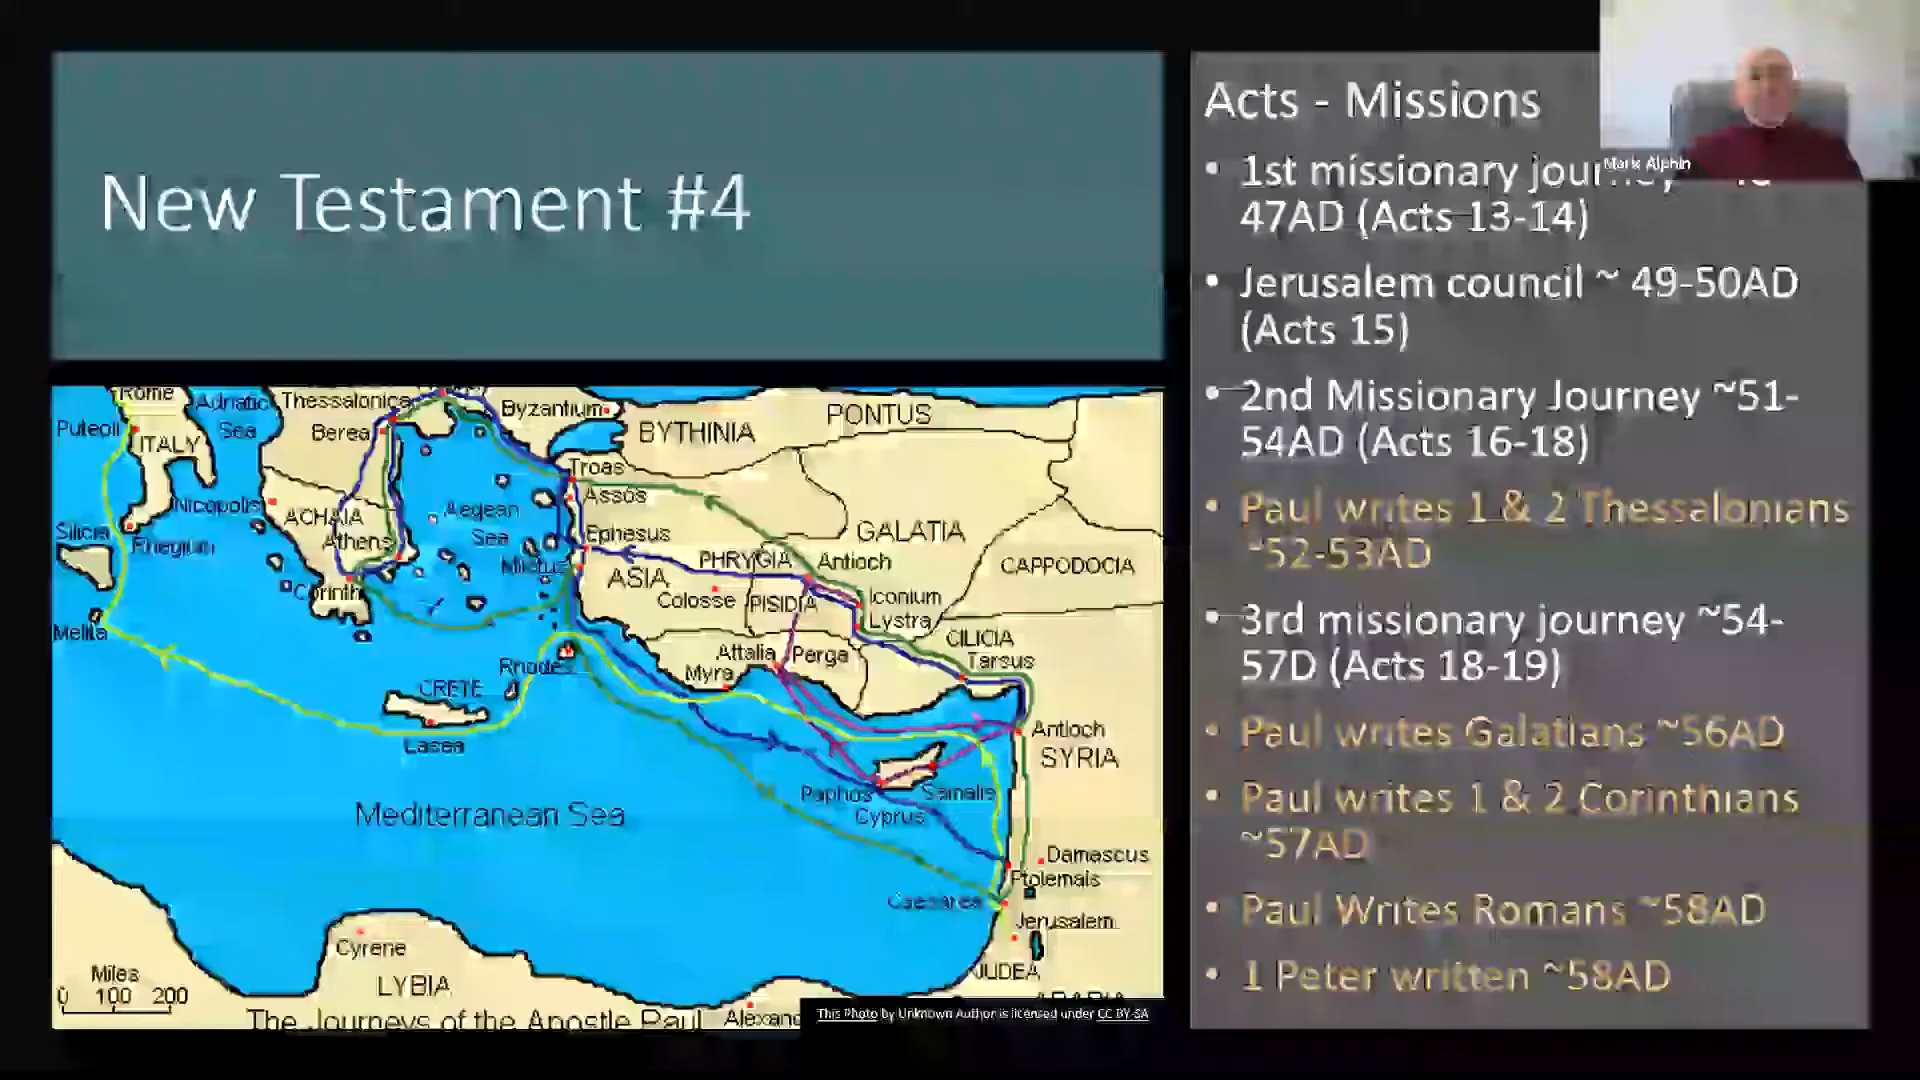 New Testament #4
Acts - Missions
Mark Alphin
1st missionary
47AD (Acts 13-14)
Jerusalem council ~ 49-50AD
(Acts 15)
2nd Missionary Journey ~51-
54AD (Acts 16-18)
Paul writes 1 & 2 Thessalonians
~52-53AD
3rd missionary journey ~54-
57D (Acts 18-19)
Paul writes Galatians ~56AD
Paul writes 1 & 2 Corinthians
~57AD
Paul Writes Romans ~58AD
1 Peter written ~58AD
Rome
Adriatic
Sea
Thessalonica
Byzantium
PONTUS
Puteoli
ITALY
Berea
BYTHINIA
Troas
Assos
Nicopolis
ACHAIA
Aegean
Sea
GALATIA
Silicia
Rhegium
Athens
Ephesus
PHRYGIA
Antioch
CAPPODOCIA
ASIA
Colosse
PISIDIA
Iconium
Lystra
Corinth
Melita
CILICIA
Tarsus
Rhodes
Attalia
Perga
Myra
CRETE
Lasea
Antioch
SYRIA
Mediterranean Sea
Paphos
Cyprus
Damascus
Ptolemais
Caesarea
Jerusalem
Cyrene
LYBIA
JUDEA
Miles
0 100 200
The Journeys of the Apostle Paul
This Photo by Unknown Author is licensed under CC BY-SA